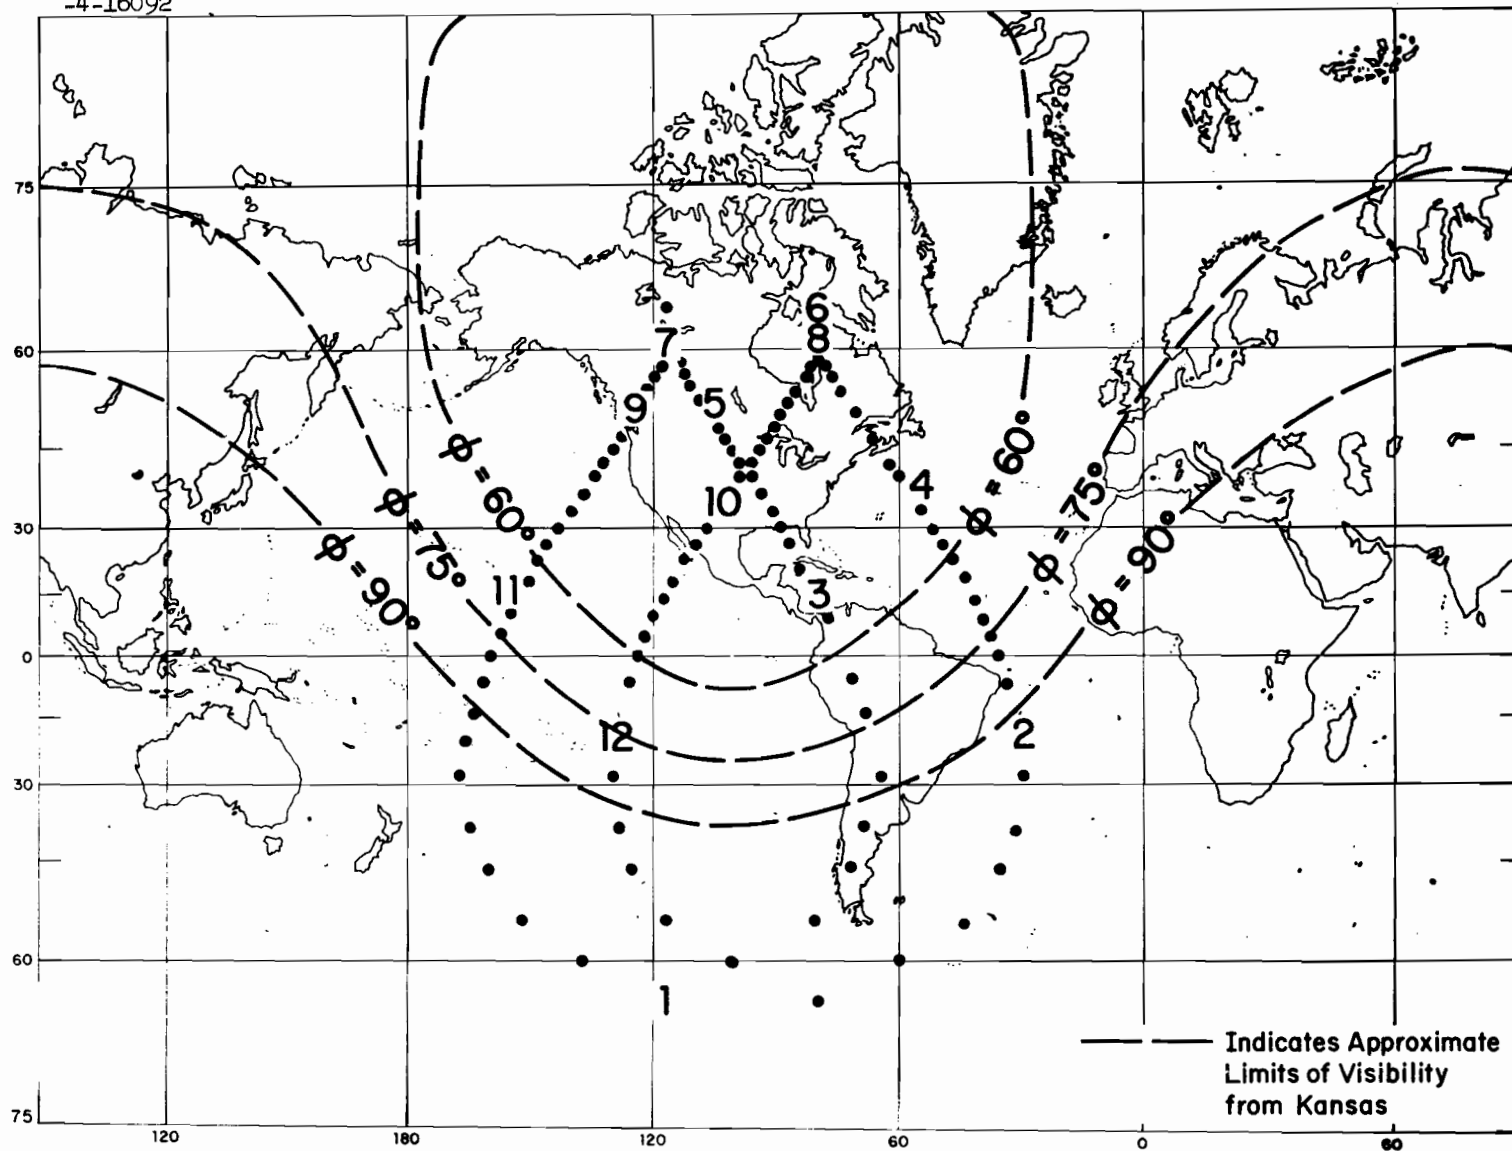 -4-16092
75
6
8
60
7
9
5
ϕ = 60°
ϕ = 60°
4
10
ϕ = 75°
ϕ = 75°
30
ϕ = 90°
ϕ = 90°
11
3
0
12
2
30
60
1
Indicates Approximate
Limits of Visibility
from Kansas
75
120
180
120
60
0
60